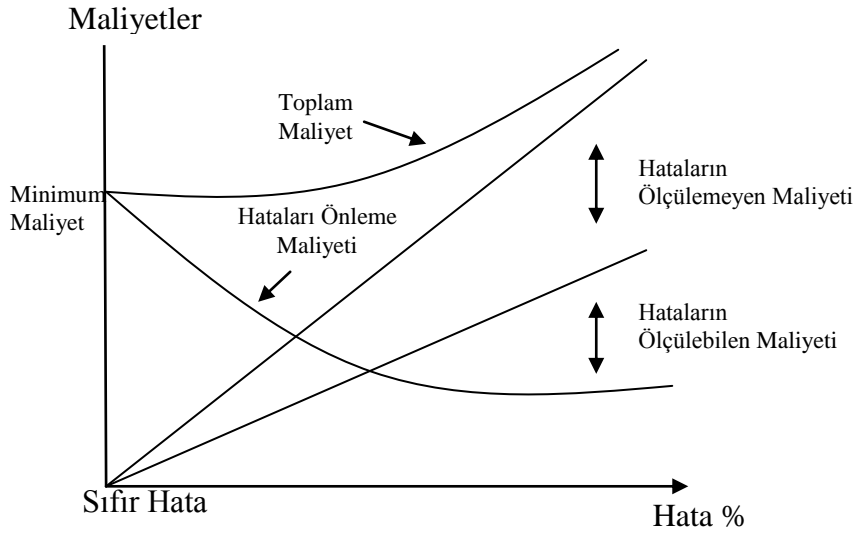 Maliyetler
Toplam
Maliyet
Minimum
Maliyet
Hataları Önleme
Maliyeti
Hataların
Ölçülemeyen Maliyeti
Hataların
Ölçülebilen Maliyeti
Sıfır Hata
Hata %